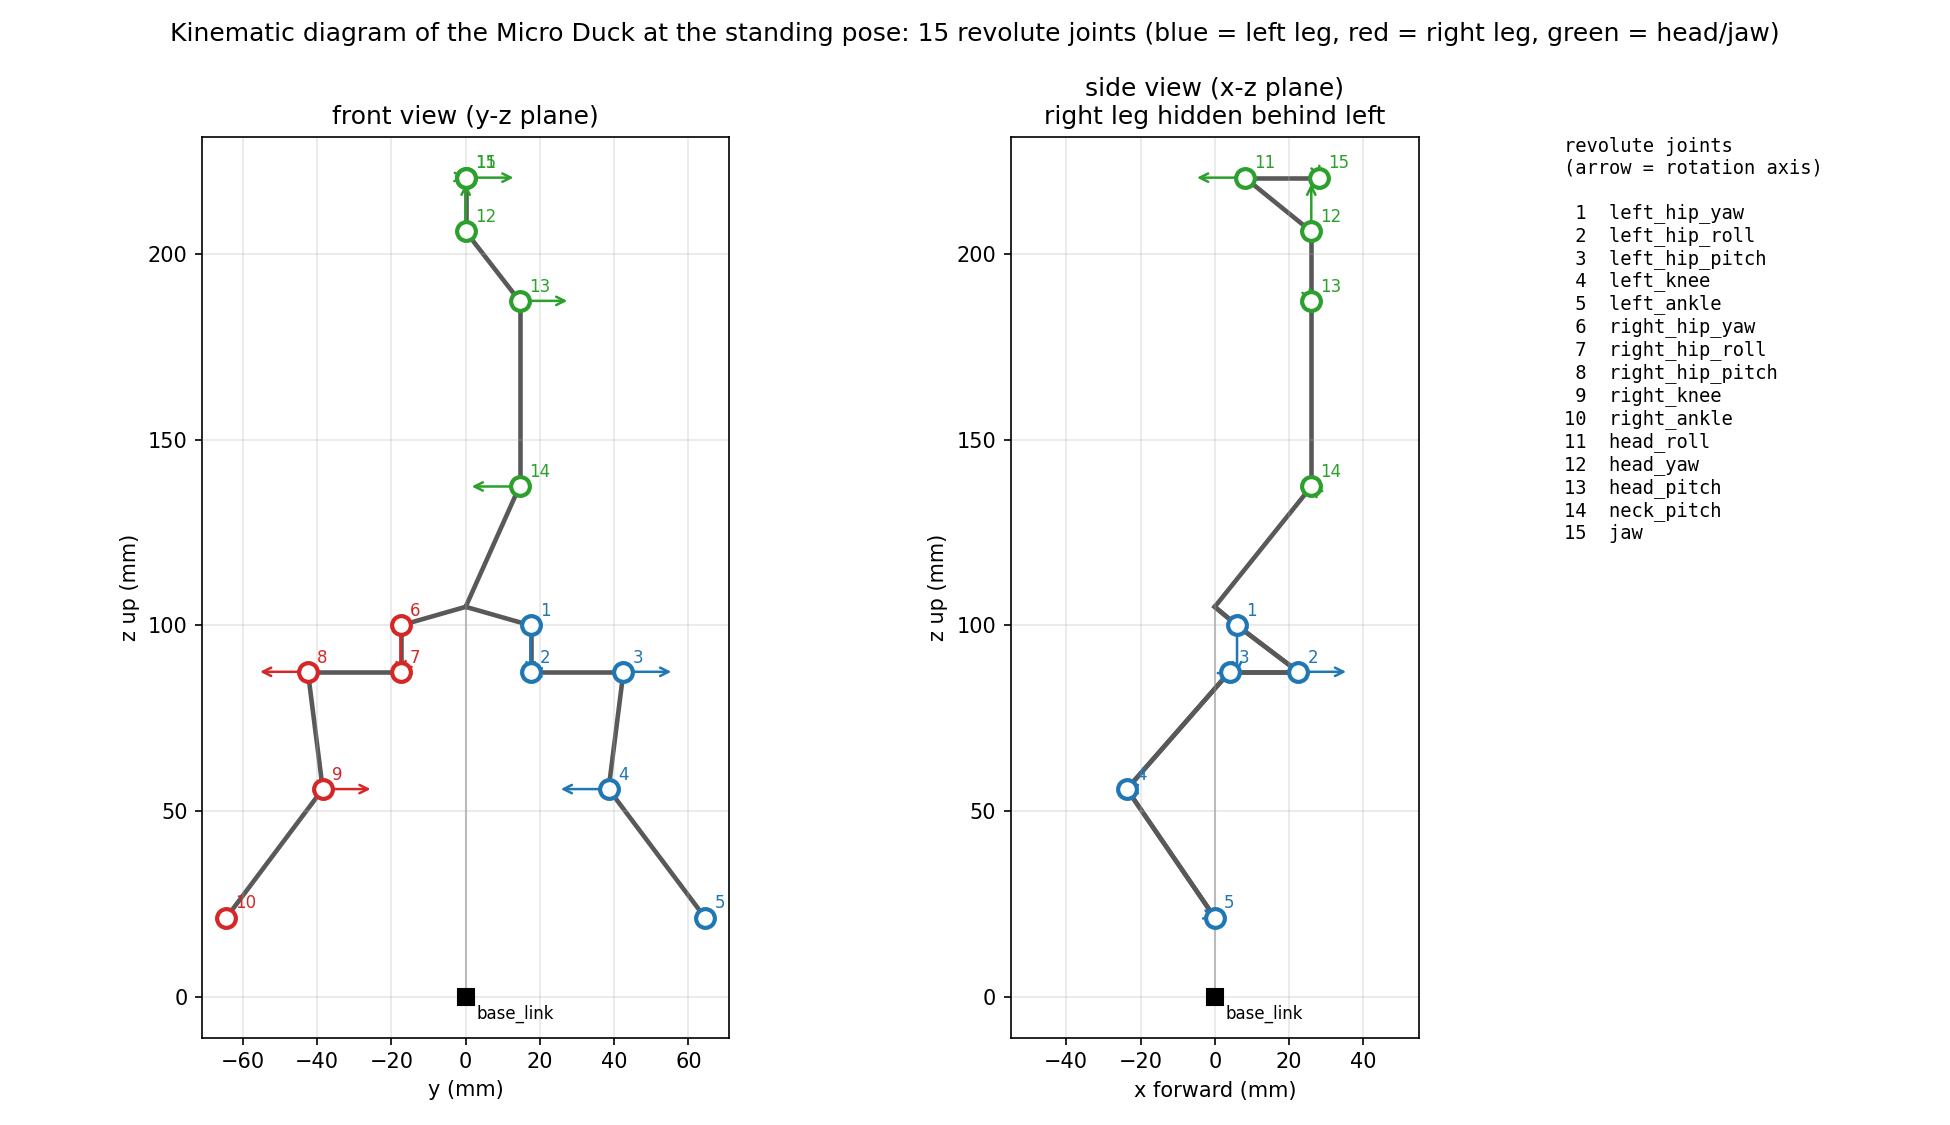 Kinematic diagram of the Micro Duck at the standing pose: 15 revolute joints (blue = left leg, red = right leg, green = head/jaw)
front view (y-z plane)
11
15
12
13
14
6
1
8
7
2
3
9
4
10
5
base_link
200
150
100
50
0
z up (mm)
−60 −40 −20 0 20 40 60
y (mm)
side view (x-z plane)
right leg hidden behind left
11
15
12
13
14
1
3
2
4
5
base_link
200
150
100
50
0
z up (mm)
−40 −20 0 20 40
x forward (mm)
revolute joints
(arrow = rotation axis)
1 left_hip_yaw
2 left_hip_roll
3 left_hip_pitch
4 left_knee
5 left_ankle
6 right_hip_yaw
7 right_hip_roll
8 right_hip_pitch
9 right_knee
10 right_ankle
11 head_roll
12 head_yaw
13 head_pitch
14 neck_pitch
15 jaw